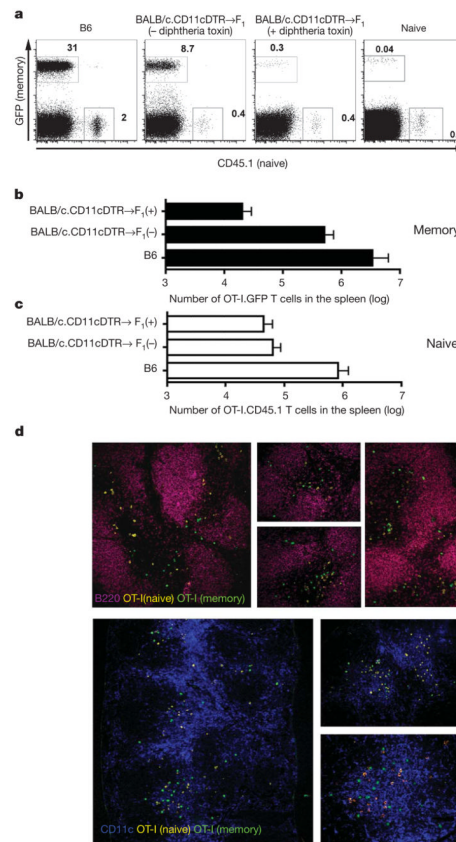 a
B6
BALB/c.CD11cDTR→F1
(– diphtheria toxin)
BALB/c.CD11cDTR→F1
(+ diphtheria toxin)
Naive
31
8.7
0.3
0.04
2
0.4
0.4
GFP (memory)
CD45.1 (naive)
b
BALB/c.CD11cDTR→F1(+)
BALB/c.CD11cDTR→F1(–)
B6
Memory
3 4 5 6 7
Number of OT-I.GFP T cells in the spleen (log)
c
BALB/c.CD11cDTR→ F1(+)
BALB/c.CD11cDTR→F1(–)
B6
Naive
3 4 5 6 7
Number of OT-I.CD45.1 T cells in the spleen (log)
d
B220 OT-I(naive) OT-I (memory)
CD11c OT-I (naive) OT-I (memory)